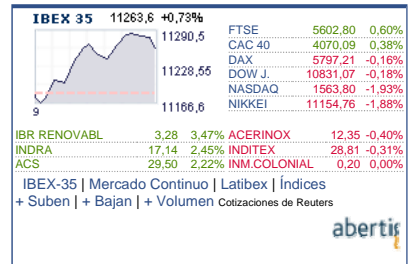 IBEX 35 11263,6 +0,73%
11290,5
11228,55
11166,6
9
FTSE 5602,80 0,60%
CAC 40 4070,09 0,38%
DAX 5797,21 -0,16%
DOW J. 10831,07 -0,18%
NASDAQ 1563,80 -1,93%
NIKKEI 11154,76 -1,88%
IBR RENOVABL 3,28 3,47% ACERINOX 12,35 -0,40%
INDRA 17,14 2,45% INDITEX 28,81 -0,31%
ACS 29,50 2,22% INM.COLONIAL 0,20 0,00%
IBEX-35 | Mercado Continuo | Latibex | Índices
+ Suben | + Bajan | + Volumen Cotizaciones de Reuters
abertis